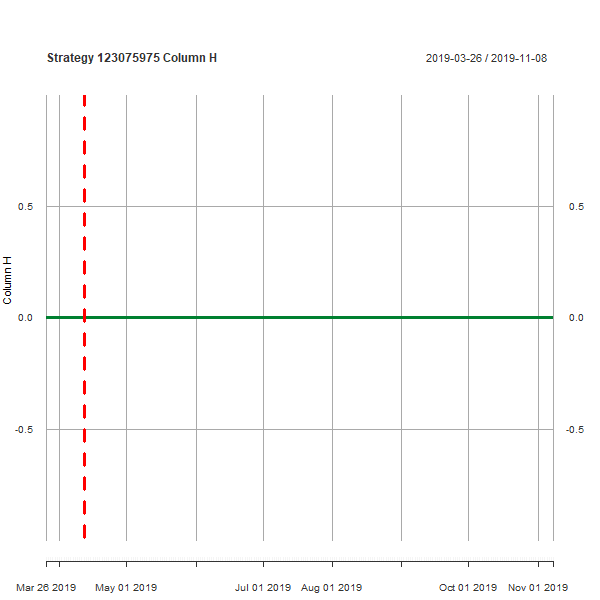 Strategy 123075975 Column H
2019-03-26 / 2019-11-08
0.5
0.5
Column H
0.0
0.0
-0.5
-0.5
Mar 26 2019
May 01 2019
Jul 01 2019
Aug 01 2019
Oct 01 2019
Nov 01 2019